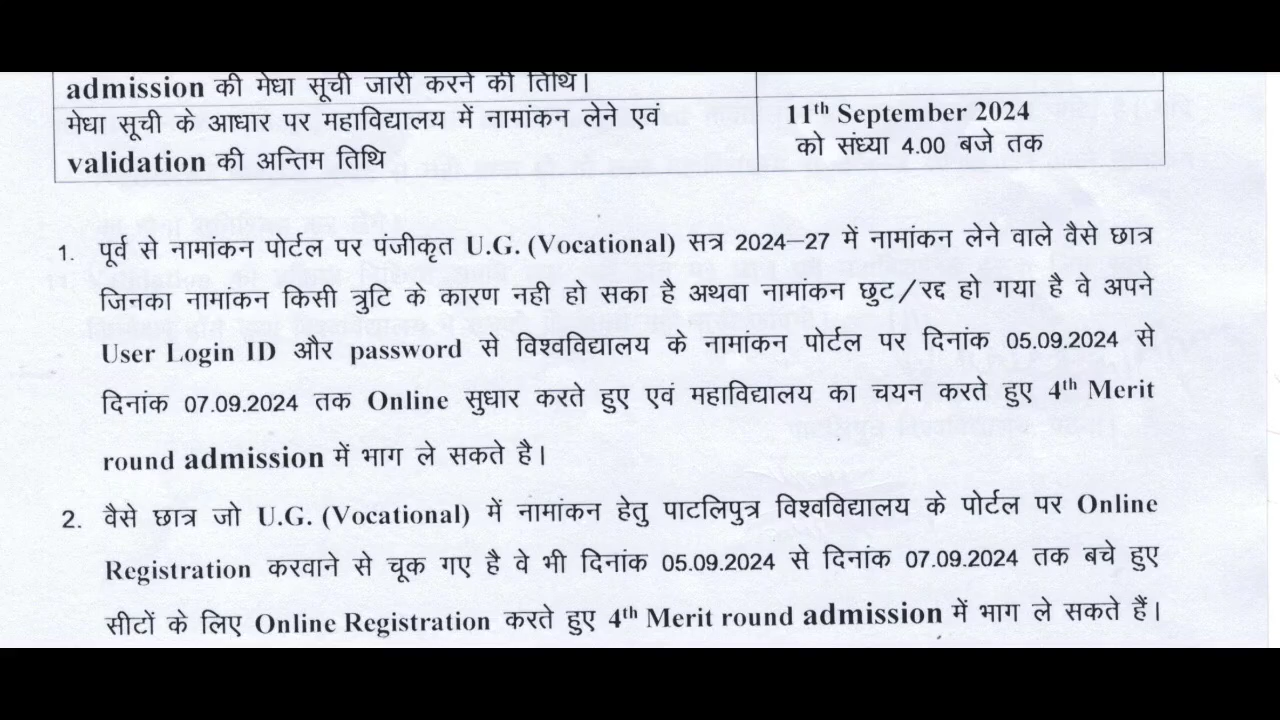 admission की मेधा सूची जारी करने की तिथि।
मेधा सूची के आधार पर महाविद्यालय में नामांकन लेने एवं
validation की अन्तिम तिथि
11th September 2024
को संध्या 4.00 बजे तक
1. पूर्व से नामांकन पोर्टल पर पंजीकृत U.G. (Vocational) सत्र 2024–27 में नामांकन लेने वाले वैसे छात्र
जिनका नामांकन किसी त्रुटि के कारण नही हो सका है अथवा नामांकन छुट/रद्द हो गया है वे अपने
User Login ID और password से विश्वविद्यालय के नामांकन पोर्टल पर दिनांक 05.09.2024 से
दिनांक 07.09.2024 तक Online सुधार करते हुए एवं महाविद्यालय का चयन करते हुए 4th Merit
round admission में भाग ले सकते है।
2. वैसे छात्र जो U.G. (Vocational) में नामांकन हेतु पाटलिपुत्र विश्वविद्यालय के पोर्टल पर Online
Registration करवाने से चूक गए है वे भी दिनांक 05.09.2024 से दिनांक 07.09.2024 तक बचे हुए
सीटों के लिए Online Registration करते हुए 4th Merit round admission में भाग ले सकते हैं।